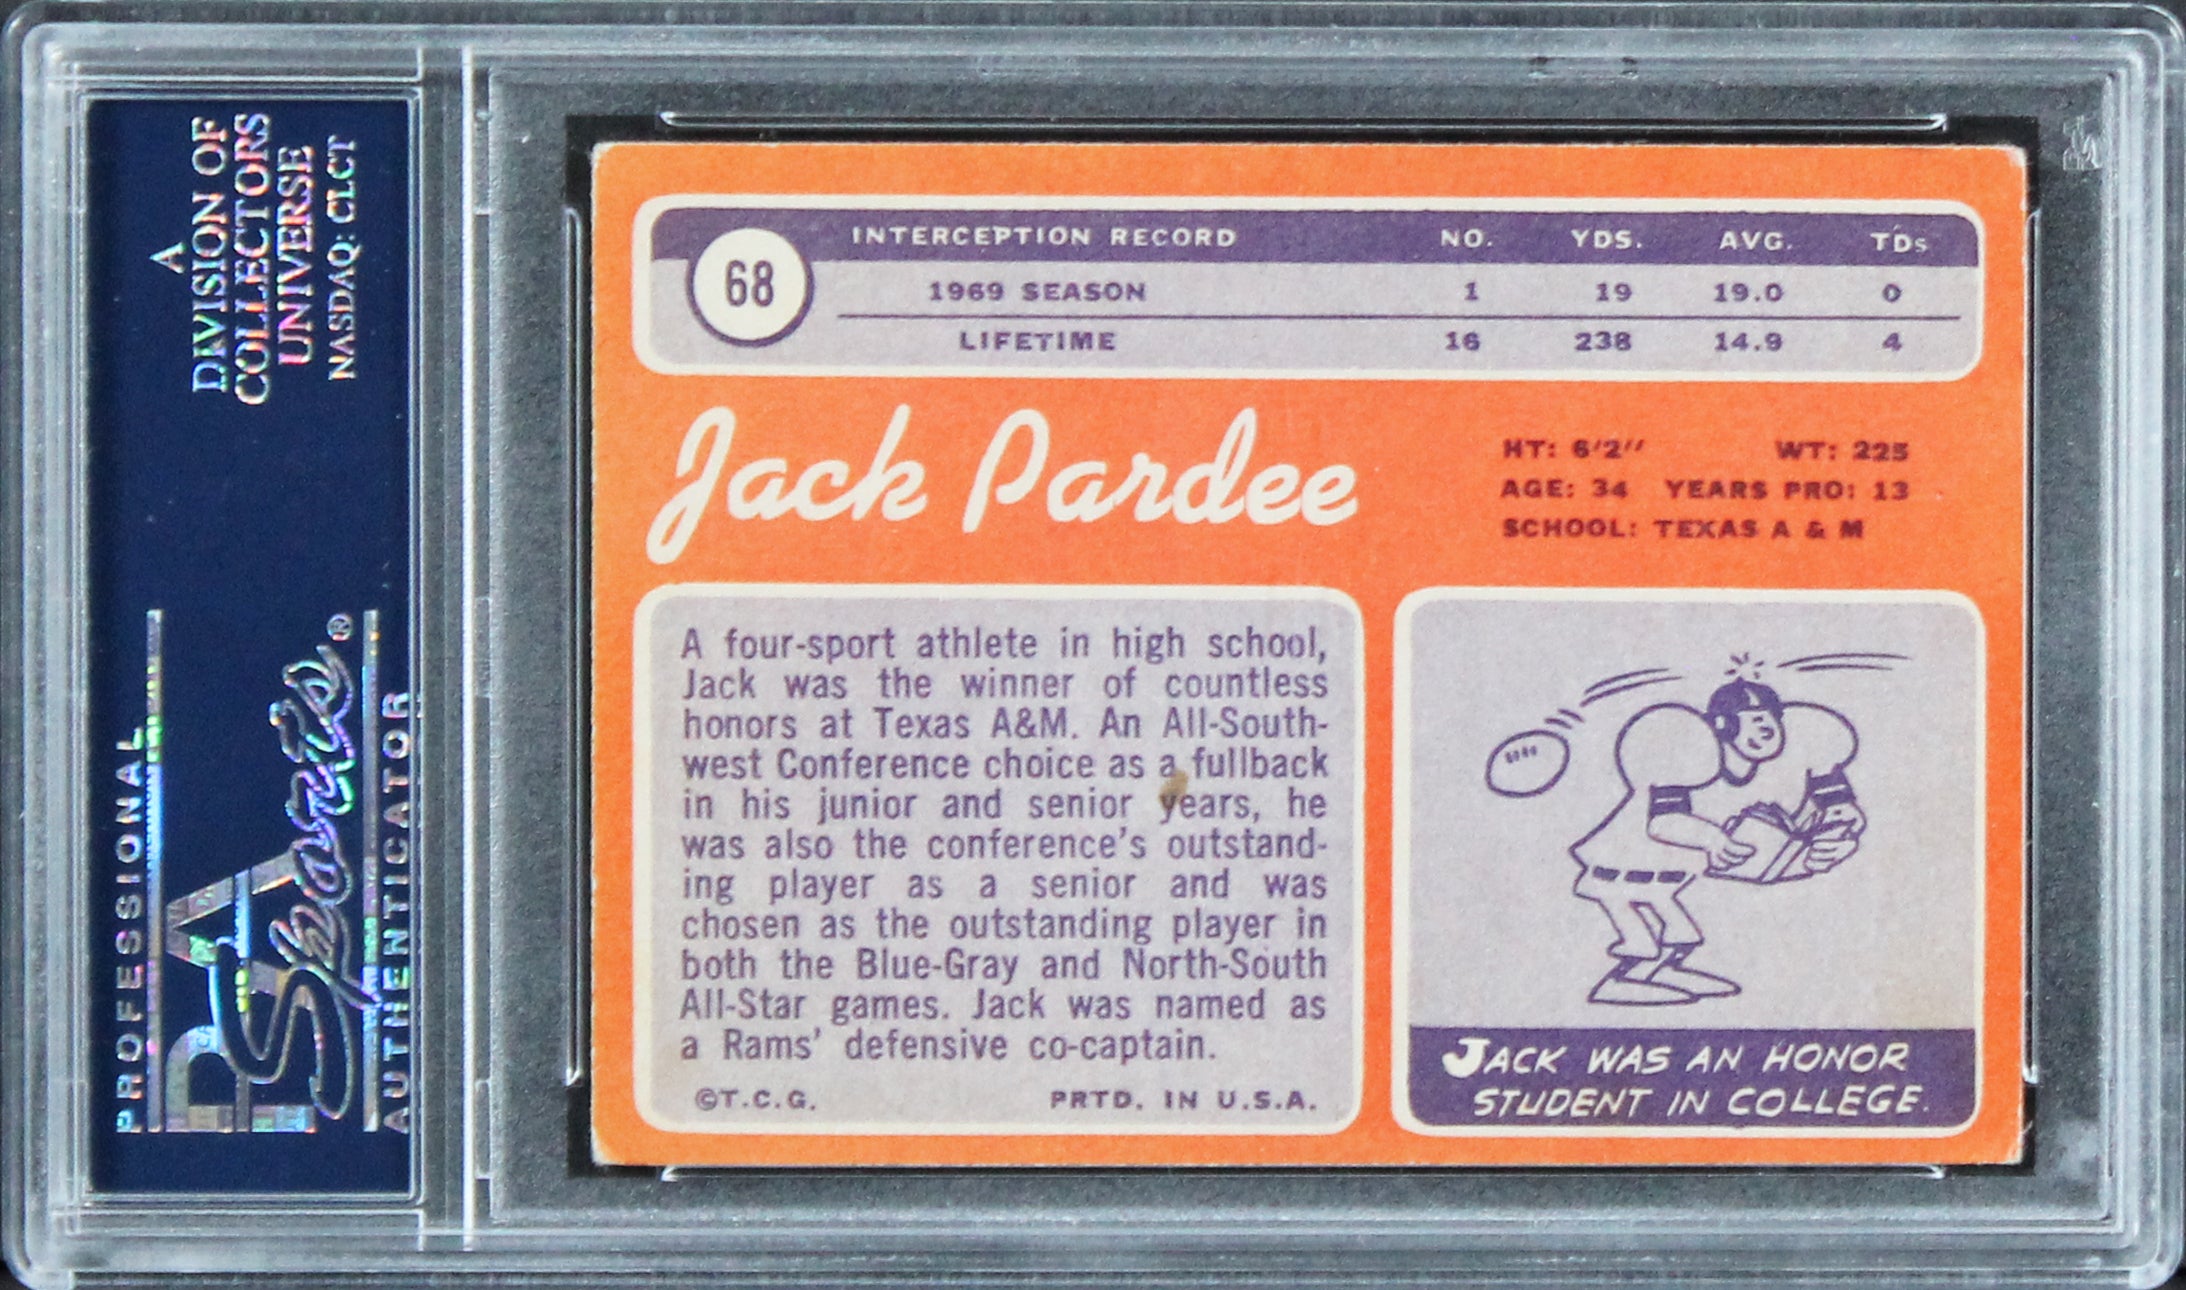 A
DIVISION OF
COLLECTORS
UNIVERSE
NASDAQ: CLCT
PROFESSIONAL
PSA
Sports®
AUTHENTICATOR
68
INTERCEPTION RECORD NO. YDS. AVG. TDs
1969 SEASON 1 19 19.0 0
LIFETIME 16 238 14.9 4
Jack Pardee
HT: 6'2'' WT: 225
AGE: 34 YEARS PRO: 13
SCHOOL: TEXAS A & M
A four-sport athlete in high school,
Jack was the winner of countless
honors at Texas A&M. An All-South-
west Conference choice as a fullback
in his junior and senior years, he
was also the conference's outstand-
ing player as a senior and was
chosen as the outstanding player in
both the Blue-Gray and North-South
All-Star games. Jack was named as
a Rams' defensive co-captain.
©T.C.G. PRTD. IN U.S.A.
JACK WAS AN HONOR
STUDENT IN COLLEGE.